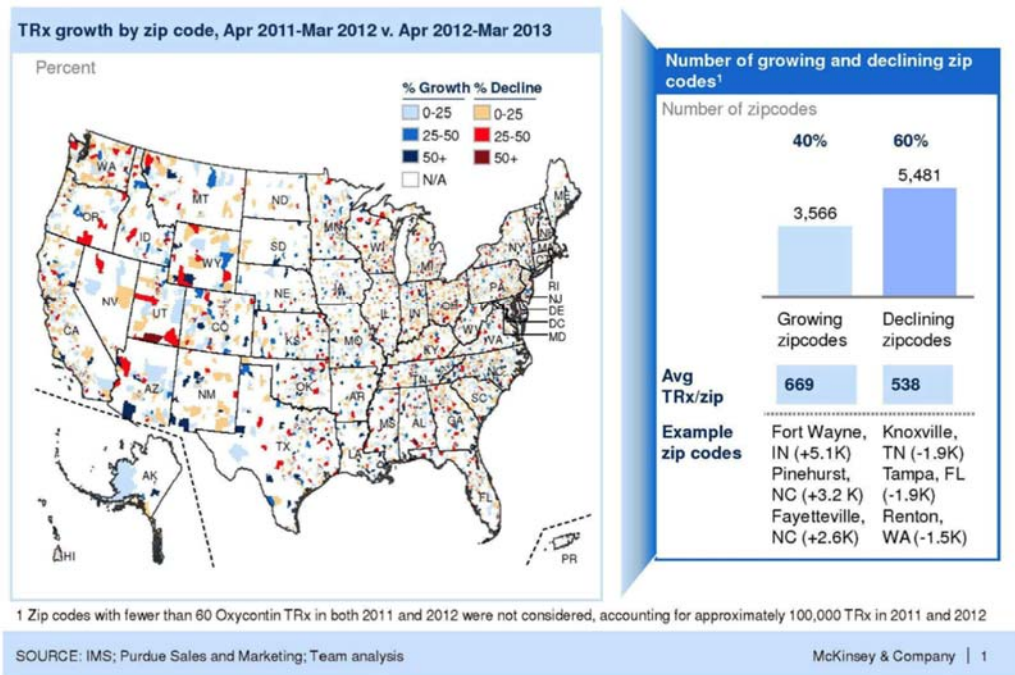 TRx growth by zip code, Apr 2011-Mar 2012 v. Apr 2012-Mar 2013
Percent
% Growth % Decline
0-25 0-25
25-50 25-50
50+ 50+
N/A
WA
MT
ND
OR
ID
SD
WY
MN
WI
MI
NY
ME
NV
UT
CO
NE
IA
IL
IN
OH
PA
RI
NJ
DE
DC
MD
CA
KS
MO
KY
WV
VA
AZ
NM
OK
AR
TN
NC
SC
TX
LA
MS
AL
GA
FL
AK
HI
PR
Number of growing and declining zip
codes¹
Number of zipcodes
40% 60%
3,566 5,481
Growing Declining
zipcodes zipcodes
Avg
TRx/zip 669 538
Example Fort Wayne, Knoxville,
zip codes IN (+5.1K) TN (-1.9K)
Pinehurst, Tampa, FL
NC (+3.2 K) (-1.9K)
Fayetteville, Renton,
NC (+2.6K) WA (-1.5K)
1 Zip codes with fewer than 60 Oxycontin TRx in both 2011 and 2012 were not considered, accounting for approximately 100,000 TRx in 2011 and 2012
SOURCE: IMS; Purdue Sales and Marketing; Team analysis
McKinsey & Company | 1